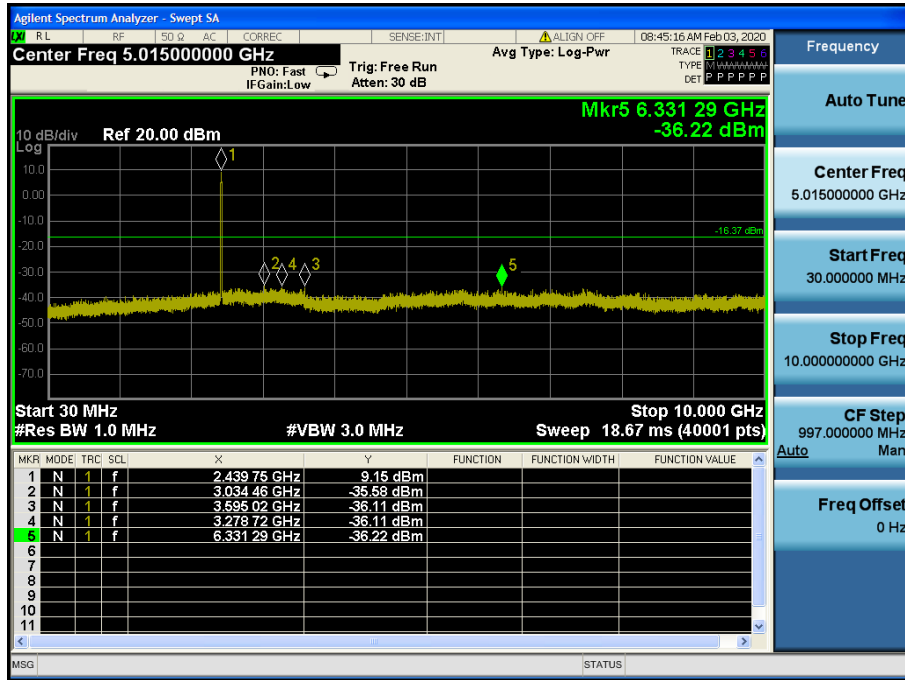 Agilent Spectrum Analyzer - Swept SA
LXI RL RF 50 Ω AC CORREC SENSE:INT ALIGN OFF 08:45:16 AM Feb 03, 2020
Center Freq 5.015000000 GHz
PNO: Fast
IFGain:Low
Trig: Free Run
Atten: 30 dB
Avg Type: Log-Pwr
TRACE 1 2 3 4 5 6
TYPE M WWWWW
DET P P P P P P
Mkr5 6.331 29 GHz
-36.22 dBm
10 dB/div Ref 20.00 dBm
Log
10.0
0.00
-10.0
-20.0
-30.0
-40.0
-50.0
-60.0
-70.0
1
-16.37 dBm
2 4 3
5
Start 30 MHz Stop 10.000 GHz
#Res BW 1.0 MHz #VBW 3.0 MHz Sweep 18.67 ms (40001 pts)
MKR MODE TRC SCL X Y FUNCTION FUNCTION WIDTH FUNCTION VALUE
1 N 1 f 2.439 75 GHz 9.15 dBm
2 N 1 f 3.034 46 GHz -35.58 dBm
3 N 1 f 3.595 02 GHz -36.11 dBm
4 N 1 f 3.278 72 GHz -36.11 dBm
5 N 1 f 6.331 29 GHz -36.22 dBm
6
7
8
9
10
11
MSG STATUS
Frequency
Auto Tune
Center Freq
5.015000000 GHz
Start Freq
30.000000 MHz
Stop Freq
10.000000000 GHz
CF Step
997.000000 MHz
Auto Man
Freq Offset
0 Hz